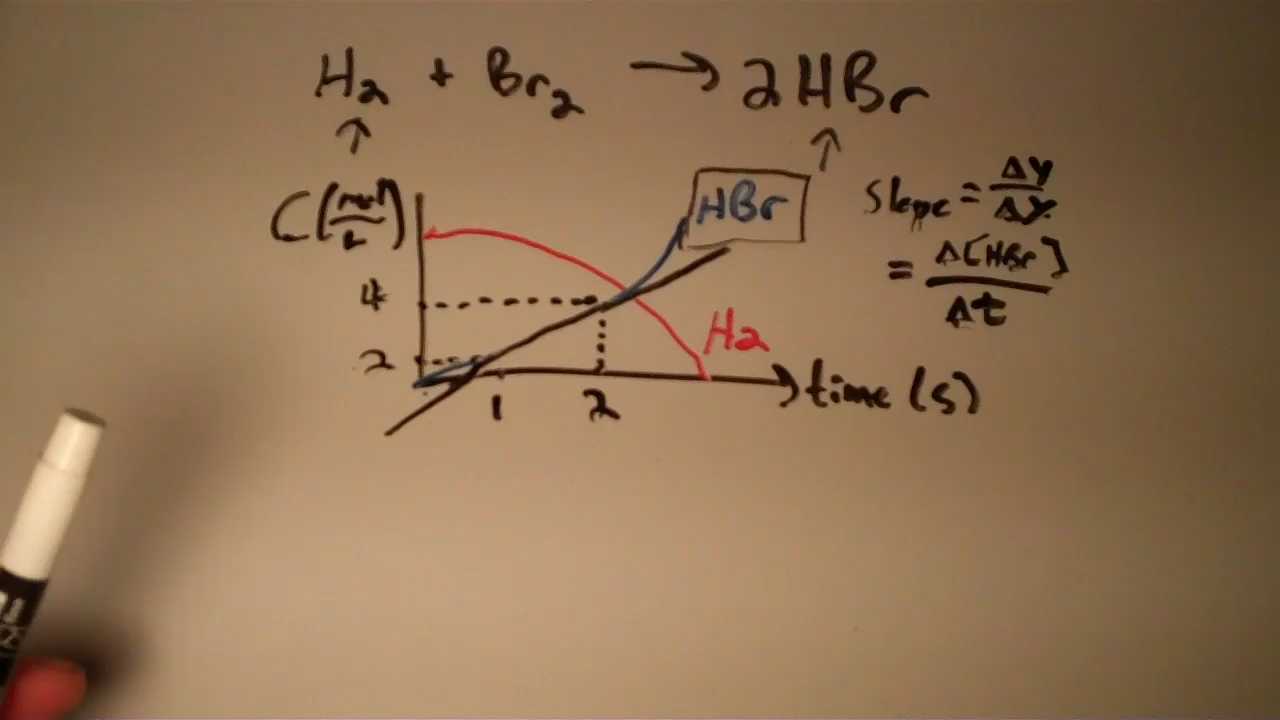 H2 + Br2 → 2HBr
↑ ↑
C (mol/L)
HBr
Slope = Δy/Δx
= Δ[HBr]/Δt
4
2
H2
1 2
time (s)